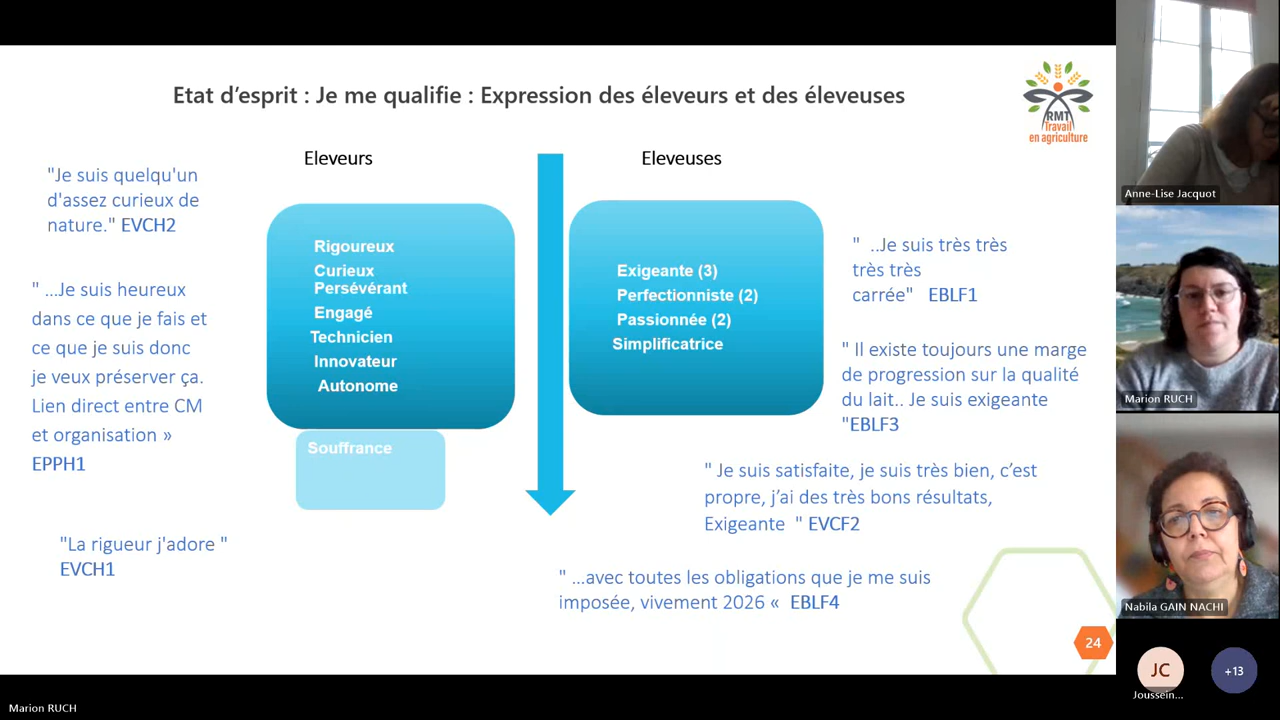 Etat d'esprit : Je me qualifie : Expression des éleveurs et des éleveuses
RMT
Travail
en agriculture
Eleveurs
Eleveuses
"Je suis quelqu'un
d'assez curieux de
nature." EVCH2
" ...Je suis heureux
dans ce que je fais et
ce que je suis donc
je veux préserver ça.
Lien direct entre CM
et organisation »
EPPH1
"La rigueur j'adore "
EVCH1
Rigoureux
Curieux
Persévérant
Engagé
Technicien
Innovateur
Autonome
Souffrance
Exigeante (3)
Perfectionniste (2)
Passionnée (2)
Simplificatrice
" ..Je suis très très
très très
carrée" EBLF1
" Il existe toujours une marge
de progression sur la qualité
du lait.. Je suis exigeante
"EBLF3
" Je suis satisfaite, je suis très bien, c'est
propre, j'ai des très bons résultats,
Exigeante " EVCF2
" ...avec toutes les obligations que je me suis
imposée, vivement 2026 « EBLF4
24
Anne-Lise Jacquot
Marion RUCH
Nabila GAIN NACHI
JC
Joussein...
+13
Marion RUCH